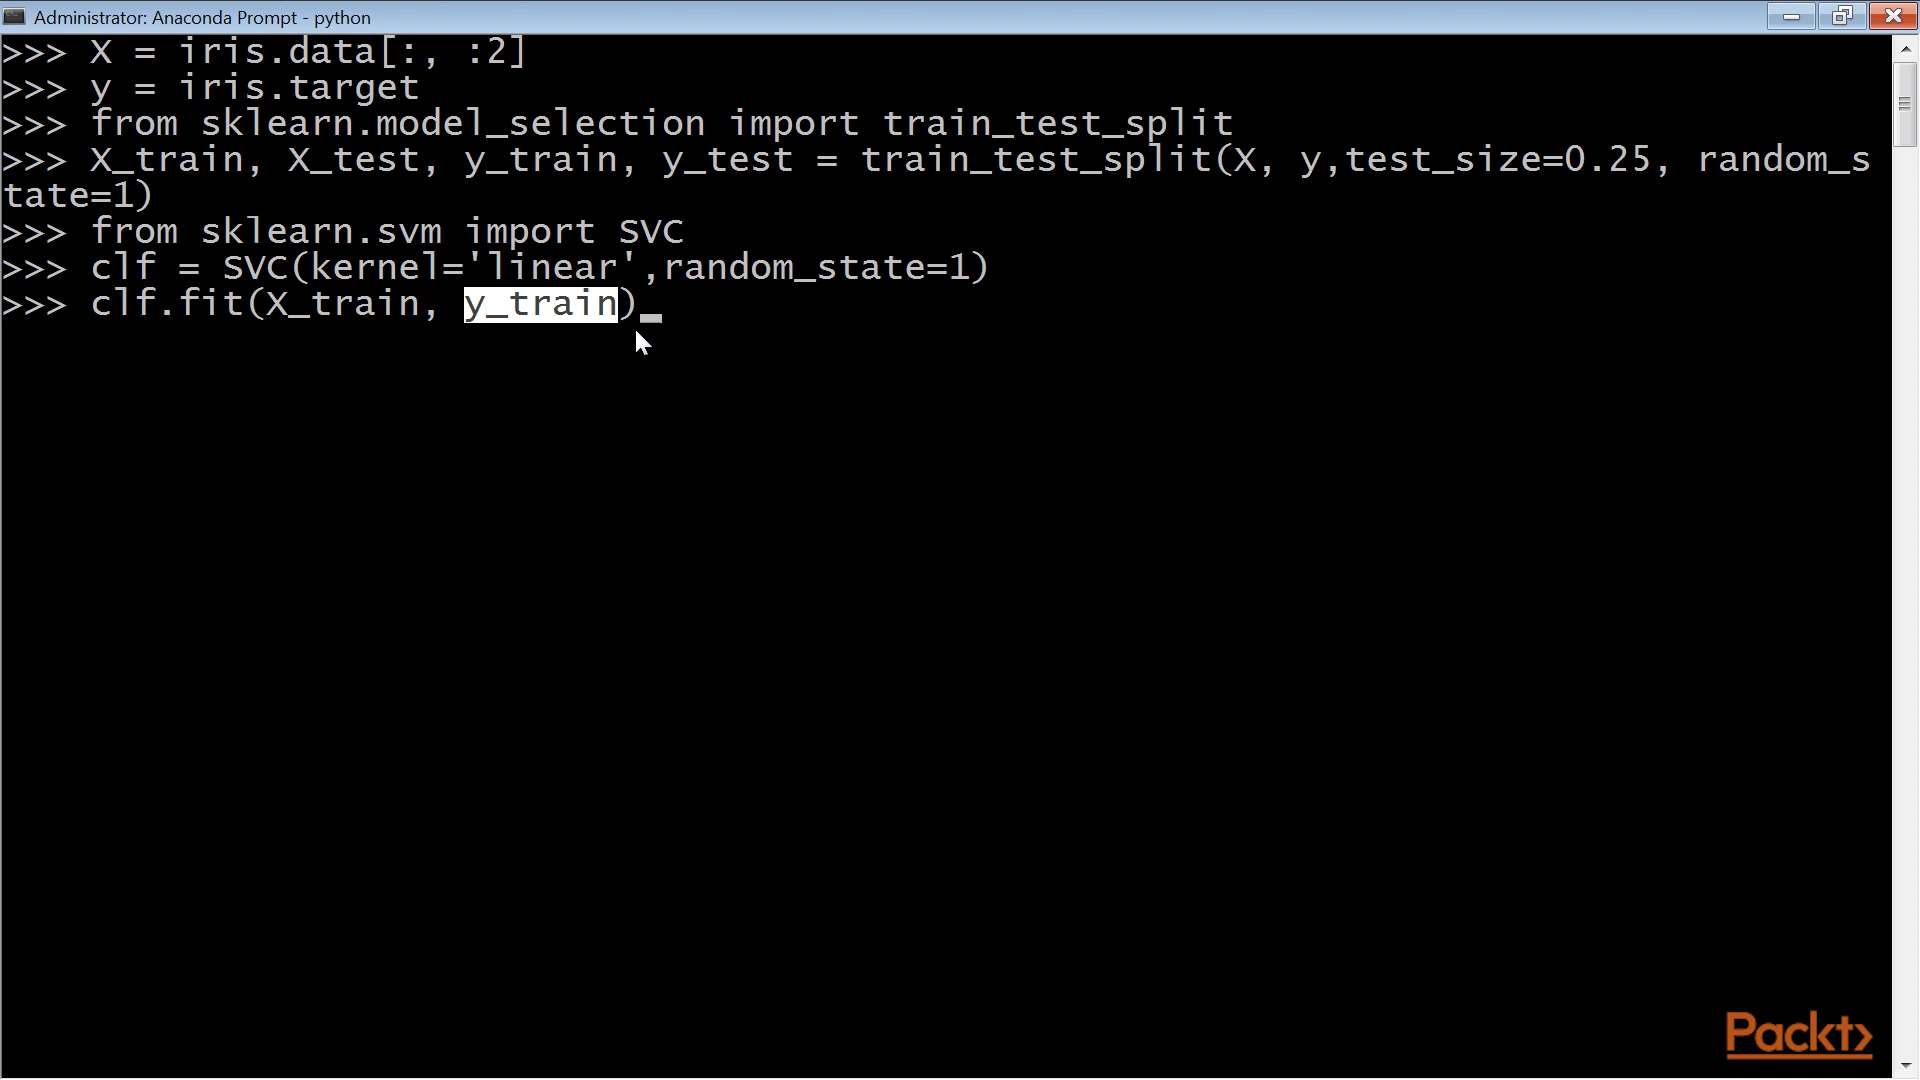 Administrator: Anaconda Prompt - python
>>> X = iris.data[:, :2]
>>> y = iris.target
>>> from sklearn.model_selection import train_test_split
>>> X_train, X_test, y_train, y_test = train_test_split(X, y,test_size=0.25, random_s
tate=1)
>>> from sklearn.svm import SVC
>>> clf = SVC(kernel='linear',random_state=1)
>>> clf.fit(X_train, y_train)_
Packt>